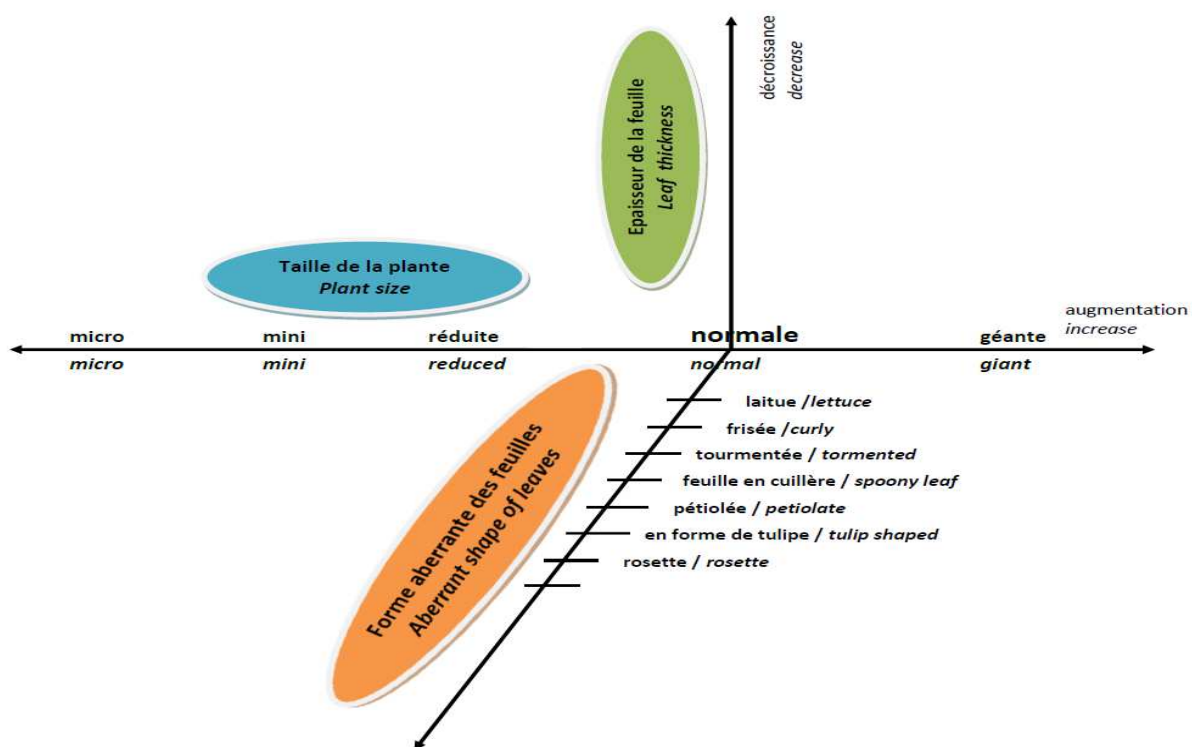 décroissance
decrease
Epaisseur de la feuille
Leaf thickness
Taille de la plante
Plant size
augmentation
increase
micro mini réduite normale géante
micro mini reduced normal giant
laitue /lettuce
frisée /curly
tourmentée / tormented
feuille en cuillère / spoony leaf
pétiolée / petiolate
en forme de tulipe / tulip shaped
rosette / rosette
Forme aberrante des feuilles
Aberrant shape of leaves